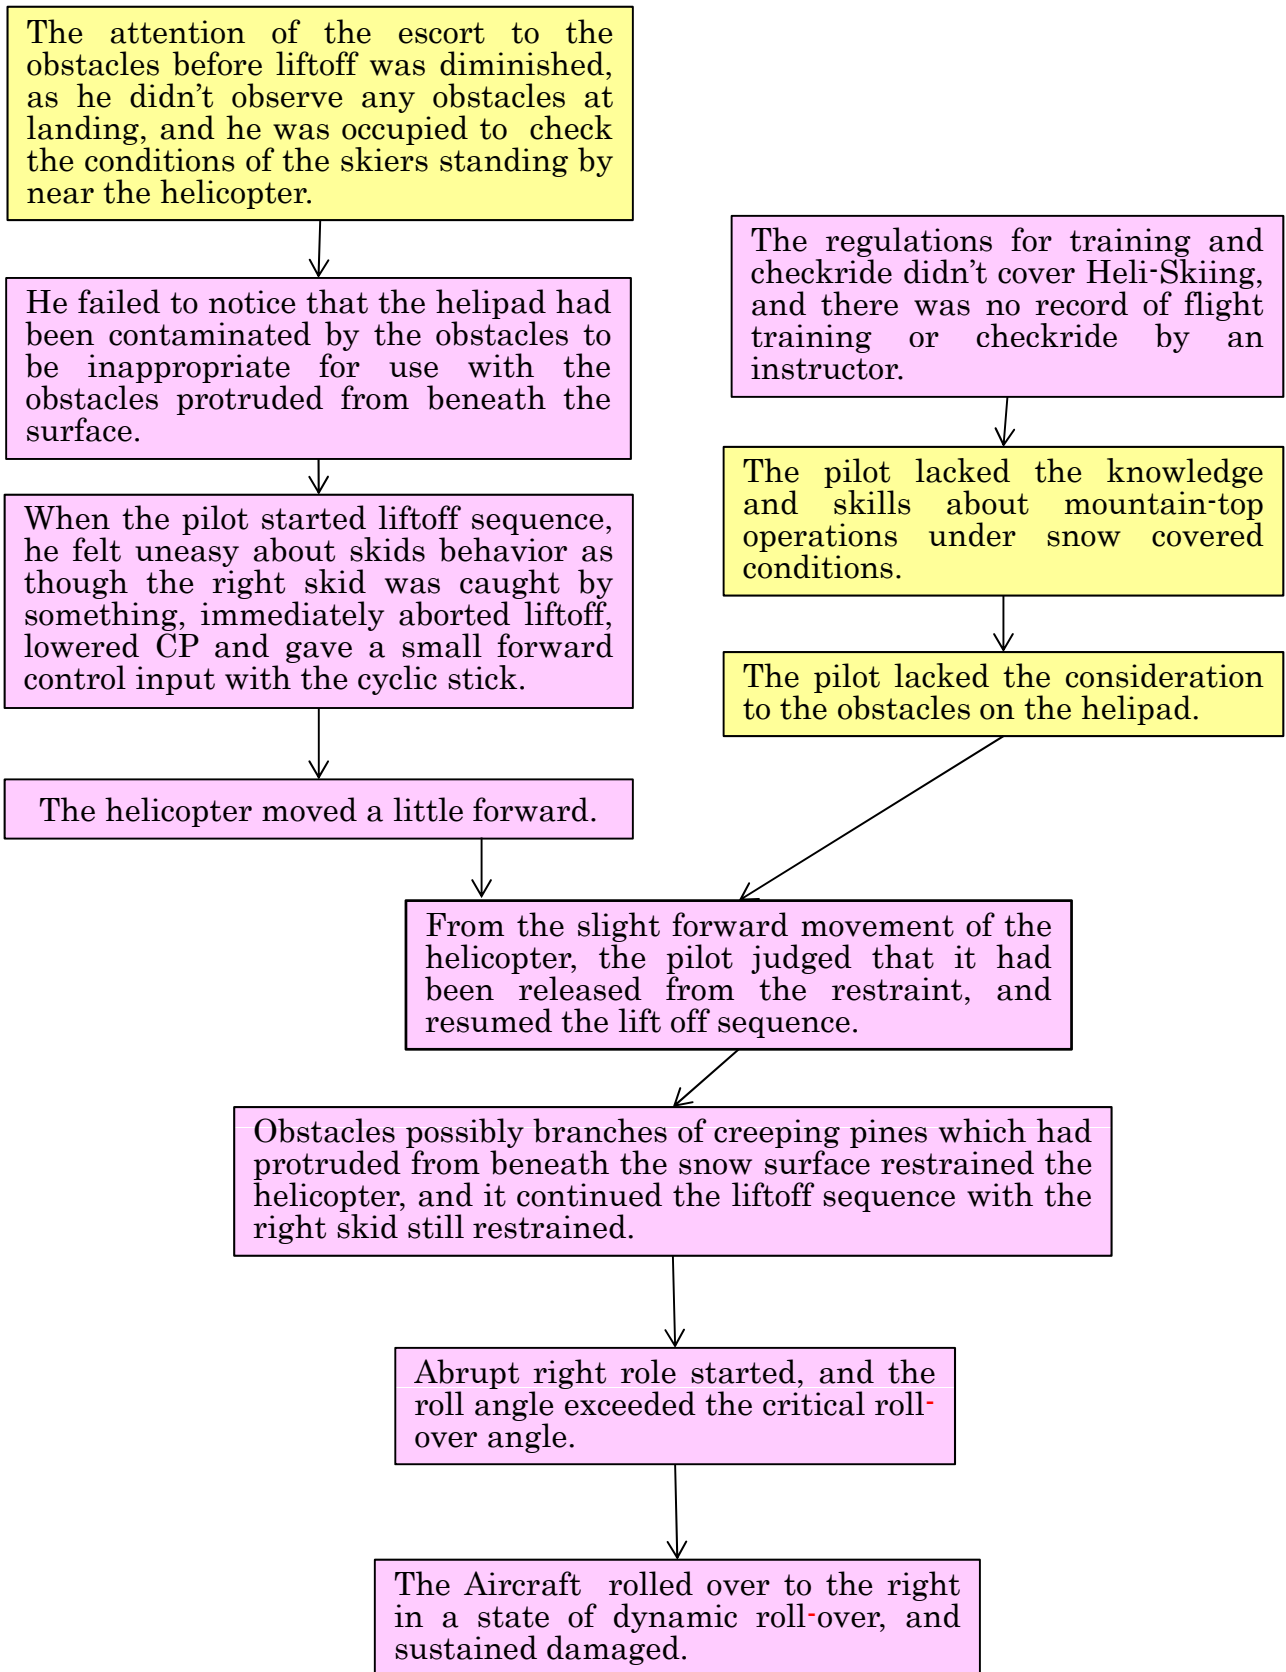 The attention of the escort to the
obstacles before liftoff was diminished,
as he didn't observe any obstacles at
landing, and he was occupied to check
the conditions of the skiers standing by
near the helicopter.
He failed to notice that the helipad had
been contaminated by the obstacles to
be inappropriate for use with the
obstacles protruded from beneath the
surface.
When the pilot started liftoff sequence,
he felt uneasy about skids behavior as
though the right skid was caught by
something, immediately aborted liftoff,
lowered CP and gave a small forward
control input with the cyclic stick.
The helicopter moved a little forward.
The regulations for training and
checkride didn't cover Heli-Skiing,
and there was no record of flight
training or checkride by an
instructor.
The pilot lacked the knowledge
and skills about mountain-top
operations under snow covered
conditions.
The pilot lacked the consideration
to the obstacles on the helipad.
From the slight forward movement of the
helicopter, the pilot judged that it had
been released from the restraint, and
resumed the lift off sequence.
Obstacles possibly branches of creeping pines which had
protruded from beneath the snow surface restrained the
helicopter, and it continued the liftoff sequence with the
right skid still restrained.
Abrupt right role started, and the
roll angle exceeded the critical roll-
over angle.
The Aircraft rolled over to the right
in a state of dynamic roll-over, and
sustained damaged.